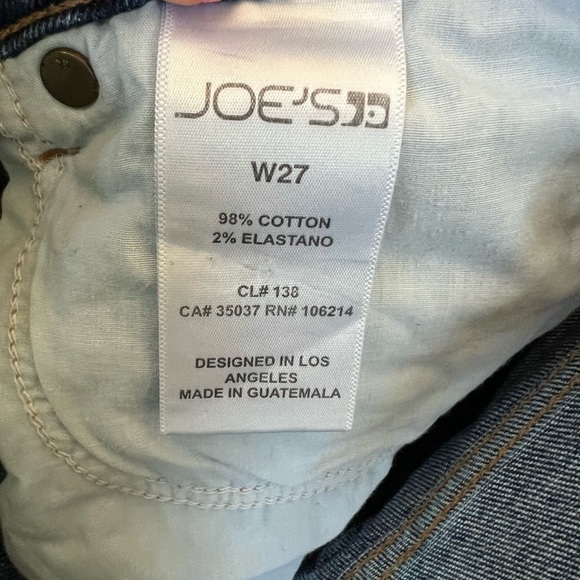 JOE'S
W27
98% COTTON
2% ELASTANO
CL# 138
CA# 35037 RN# 106214
DESIGNED IN LOS
ANGELES
MADE IN GUATEMALA